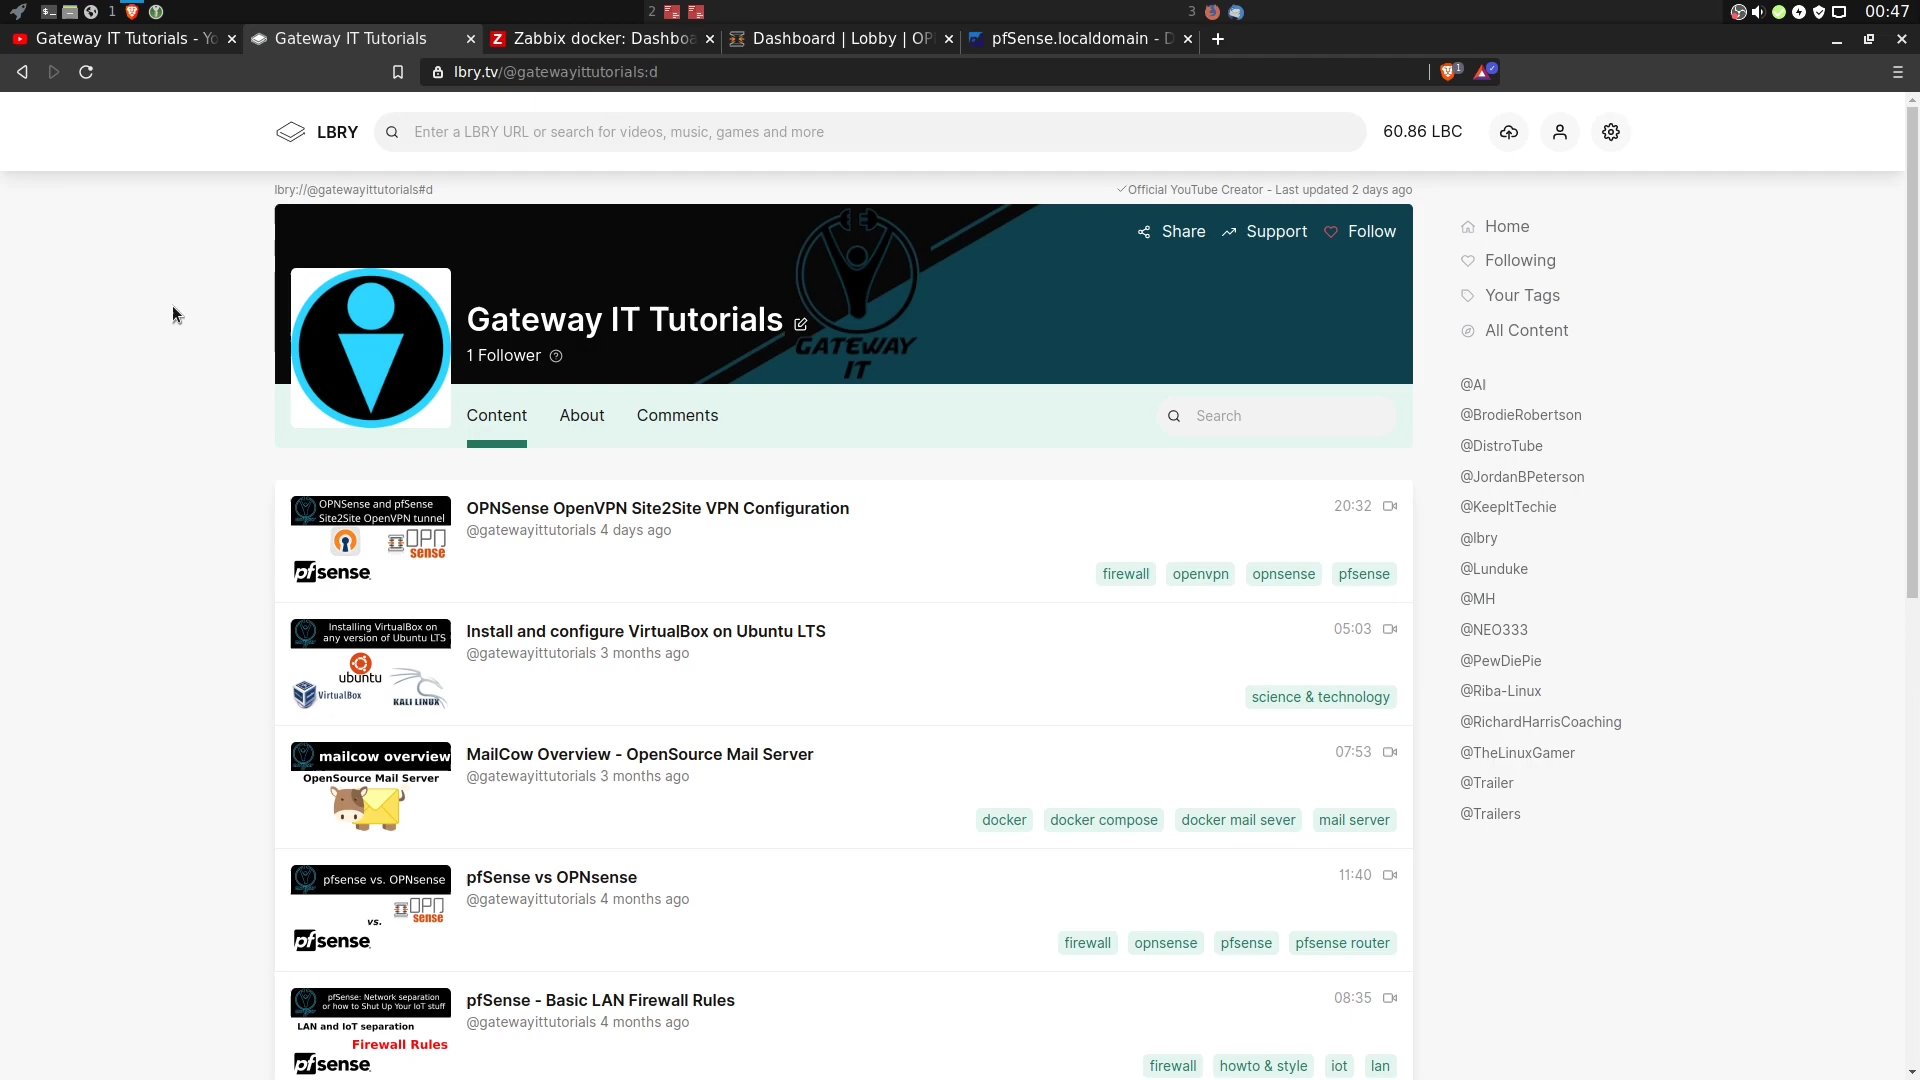 1
2
3
00:47
Gateway IT Tutorials - Yo
Gateway IT Tutorials
Zabbix docker: Dashboa
Dashboard | Lobby | OPI
pfSense.localdomain - D
lbry.tv/@gatewayittutorials:d
1
LBRY
Enter a LBRY URL or search for videos, music, games and more
60.86 LBC
lbry://@gatewayittutorials#d
Official YouTube Creator - Last updated 2 days ago
Share
Support
Follow
GATEWAY
IT
Gateway IT Tutorials
1 Follower
Content
About
Comments
Search
OPNSense and pfSense
Site2Site OpenVPN tunnel
OPN
sense
pfsense
OPNSense OpenVPN Site2Site VPN Configuration
@gatewayittutorials 4 days ago
20:32
firewall
openvpn
opnsense
pfsense
Installing VirtualBox on
any version of Ubuntu LTS
ubuntu
VirtualBox
KALI LINUX
Install and configure VirtualBox on Ubuntu LTS
@gatewayittutorials 3 months ago
05:03
science & technology
mailcow overview
OpenSource Mail Server
MailCow Overview - OpenSource Mail Server
@gatewayittutorials 3 months ago
07:53
docker
docker compose
docker mail sever
mail server
pfsense vs. OPNsense
OPN
sense
vs.
pfsense
pfSense vs OPNsense
@gatewayittutorials 4 months ago
11:40
firewall
opnsense
pfsense
pfsense router
pfSense: Network separation
or how to Shut Up Your IoT stuff
LAN and IoT separation
Firewall Rules
pfsense
pfSense - Basic LAN Firewall Rules
@gatewayittutorials 4 months ago
08:35
firewall
howto & style
iot
lan
Home
Following
Your Tags
All Content
@AI
@BrodieRobertson
@DistroTube
@JordanBPeterson
@KeepItTechie
@lbry
@Lunduke
@MH
@NEO333
@PewDiePie
@Riba-Linux
@RichardHarrisCoaching
@TheLinuxGamer
@Trailer
@Trailers